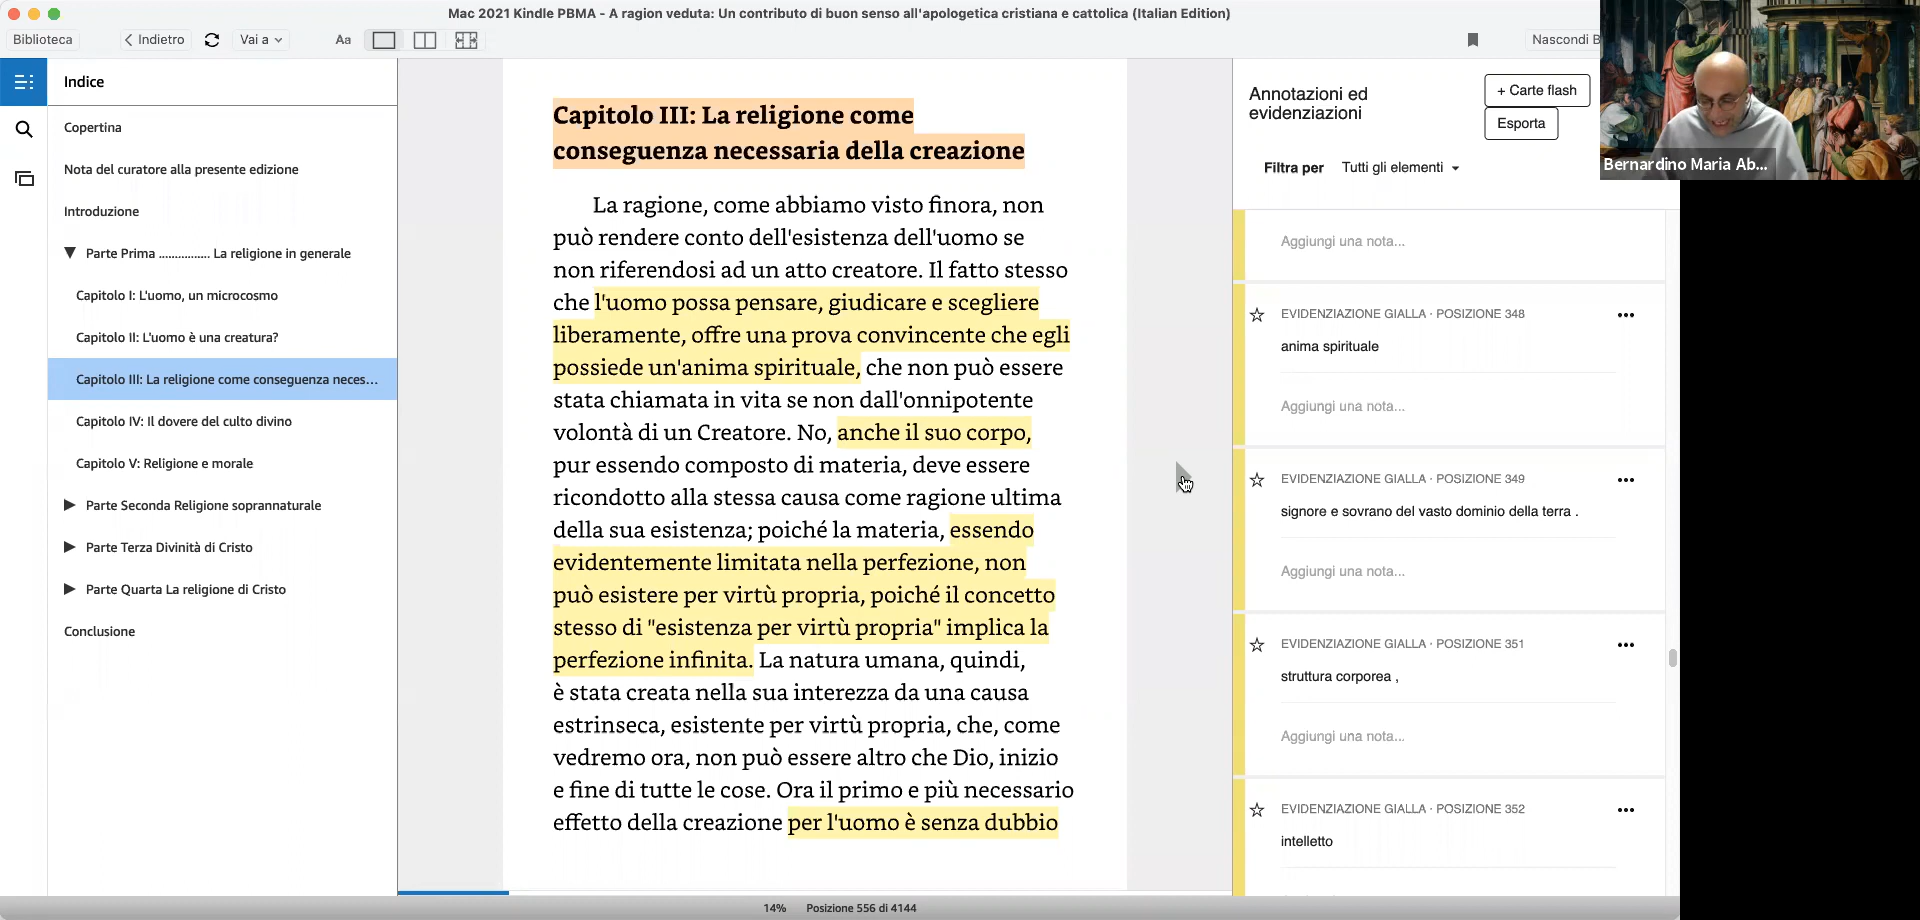 Mac 2021 Kindle PBMA - A ragion veduta: Un contributo di buon senso all'apologetica cristiana e cattolica (Italian Edition)
Biblioteca
Indietro
Vai a
Aa
Nascondi B
Indice
Copertina
Nota del curatore alla presente edizione
Introduzione
Parte Prima ............... La religione in generale
Capitolo I: L'uomo, un microcosmo
Capitolo II: L'uomo è una creatura?
Capitolo III: La religione come conseguenza neces...
Capitolo IV: Il dovere del culto divino
Capitolo V: Religione e morale
Parte Seconda Religione soprannaturale
Parte Terza Divinità di Cristo
Parte Quarta La religione di Cristo
Conclusione
Capitolo III: La religione come
conseguenza necessaria della creazione
La ragione, come abbiamo visto finora, non
può rendere conto dell'esistenza dell'uomo se
non riferendosi ad un atto creatore. Il fatto stesso
che l'uomo possa pensare, giudicare e scegliere
liberamente, offre una prova convincente che egli
possiede un'anima spirituale, che non può essere
stata chiamata in vita se non dall'onnipotente
volontà di un Creatore. No, anche il suo corpo,
pur essendo composto di materia, deve essere
ricondotto alla stessa causa come ragione ultima
della sua esistenza; poiché la materia, essendo
evidentemente limitata nella perfezione, non
può esistere per virtù propria, poiché il concetto
stesso di "esistenza per virtù propria" implica la
perfezione infinita. La natura umana, quindi,
è stata creata nella sua interezza da una causa
estrinseca, esistente per virtù propria, che, come
vedremo ora, non può essere altro che Dio, inizio
e fine di tutte le cose. Ora il primo e più necessario
effetto della creazione per l'uomo è senza dubbio
Annotazioni ed
evidenziazioni
+ Carte flash
Esporta
Filtra per Tutti gli elementi
Aggiungi una nota...
EVIDENZIAZIONE GIALLA · POSIZIONE 348
anima spirituale
Aggiungi una nota...
EVIDENZIAZIONE GIALLA · POSIZIONE 349
signore e sovrano del vasto dominio della terra .
Aggiungi una nota...
EVIDENZIAZIONE GIALLA · POSIZIONE 351
struttura corporea ,
Aggiungi una nota...
EVIDENZIAZIONE GIALLA · POSIZIONE 352
intelletto
Bernardino Maria Ab...
14% Posizione 556 di 4144